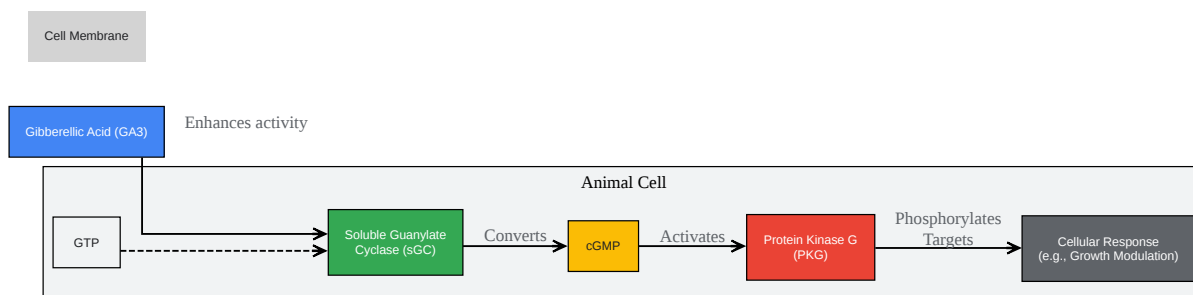 Cell Membrane
Gibberellic Acid (GA3)
Enhances activity
Animal Cell
GTP
Soluble Guanylate
Cyclase (sGC)
Converts
cGMP
Activates
Protein Kinase G
(PKG)
Phosphorylates
Targets
Cellular Response
(e.g., Growth Modulation)